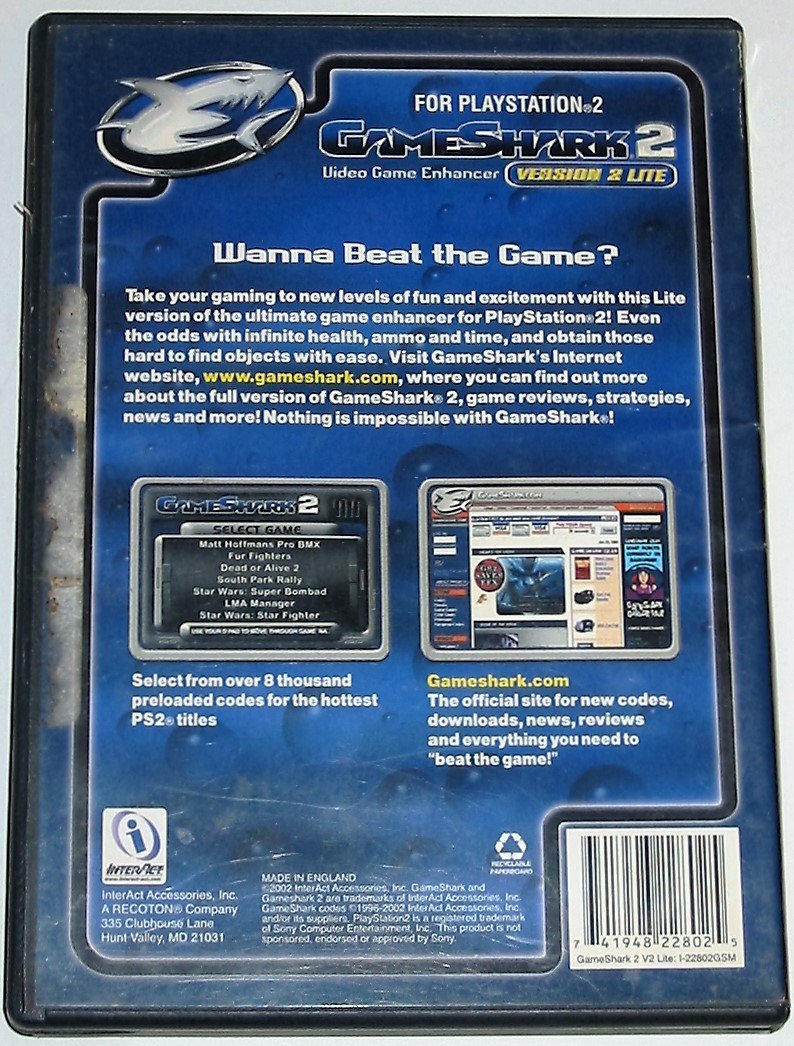 FOR PLAYSTATION®2
GAMESHARK 2
Video Game Enhancer VERSION 2 LITE
Wanna Beat the Game?
Take your gaming to new levels of fun and excitement with this Lite
version of the ultimate game enhancer for PlayStation®2! Even
the odds with infinite health, ammo and time, and obtain those
hard to find objects with ease. Visit GameShark's Internet
website, www.gameshark.com, where you can find out more
about the full version of GameShark® 2, game reviews, strategies,
news and more! Nothing is impossible with GameShark®!
GAMESHARK 2
SELECT GAME
Matt Hoffmans Pro BMX
Fur Fighters
Dead or Alive 2
South Park Rally
Star Wars: Super Bombad
LMA Manager
Star Wars: Star Fighter
USE YOUR D-PAD TO MOVE THROUGH GAME NA.
GAMESHARK.COM
Select from over 8 thousand
preloaded codes for the hottest
PS2® titles
Gameshark.com
The official site for new codes,
downloads, news, reviews
and everything you need to
"beat the game!"
INTERACT
InterAct Accessories, Inc.
A RECOTON® Company
335 Clubhouse Lane
Hunt Valley, MD 21031
MADE IN ENGLAND
©2002 InterAct Accessories, Inc. GameShark and
Gameshark 2 are trademarks of InterAct Accessories, Inc.
GameShark codes ©1996-2002 InterAct Accessories, Inc.
and/or its suppliers. PlayStation2 is a registered trademark
of Sony Computer Entertainment, Inc. This product is not
sponsored, endorsed or approved by Sony.
RECYCLABLE
PAPERBOARD
7 41948 22802 5
GameShark 2 V2 Lite: I-22802GSM